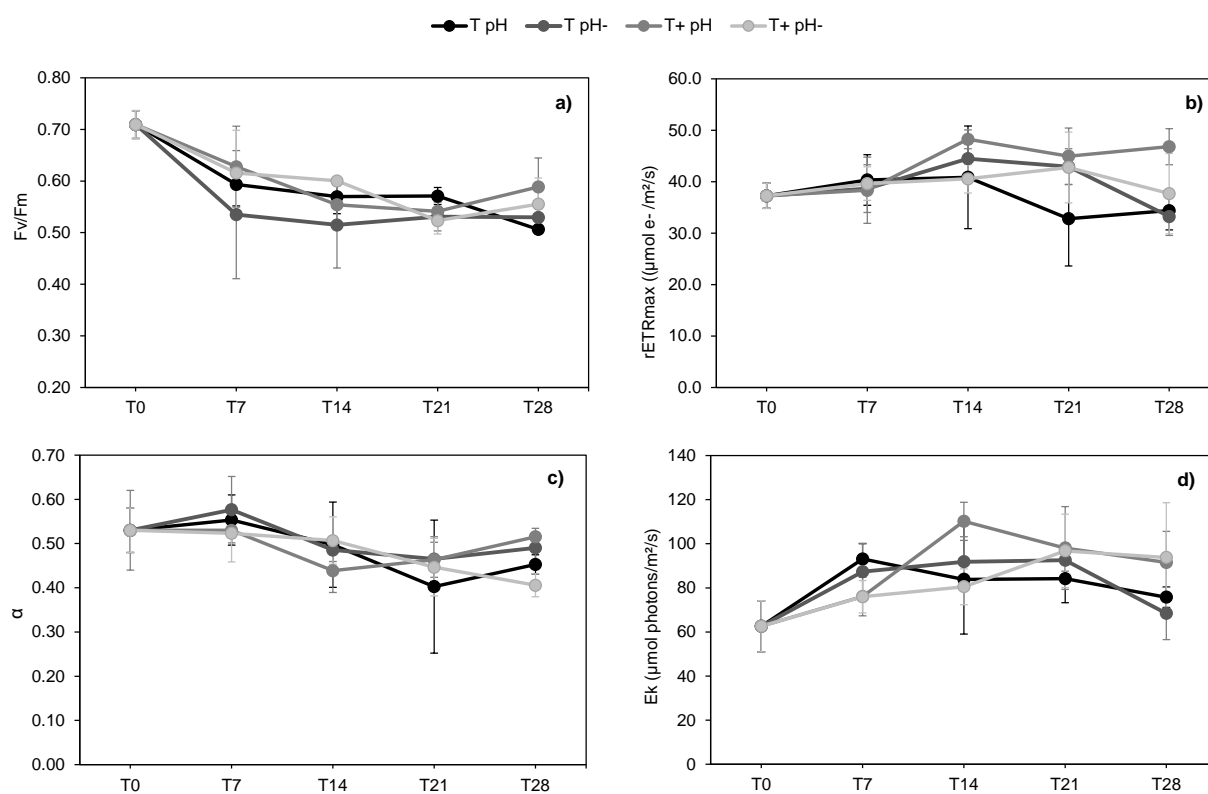 T pH T pH- T+ pH T+ pH-
a)
Fv/Fm
0.80
0.70
0.60
0.50
0.40
0.30
0.20
T0 T7 T14 T21 T28
b)
rETRmax ((µmol e- /m²/s)
60.0
50.0
40.0
30.0
20.0
10.0
0.0
T0 T7 T14 T21 T28
c)
α
0.70
0.60
0.50
0.40
0.30
0.20
0.10
0.00
T0 T7 T14 T21 T28
d)
Ek (µmol photons/m²/s)
140
120
100
80
60
40
20
0
T0 T7 T14 T21 T28